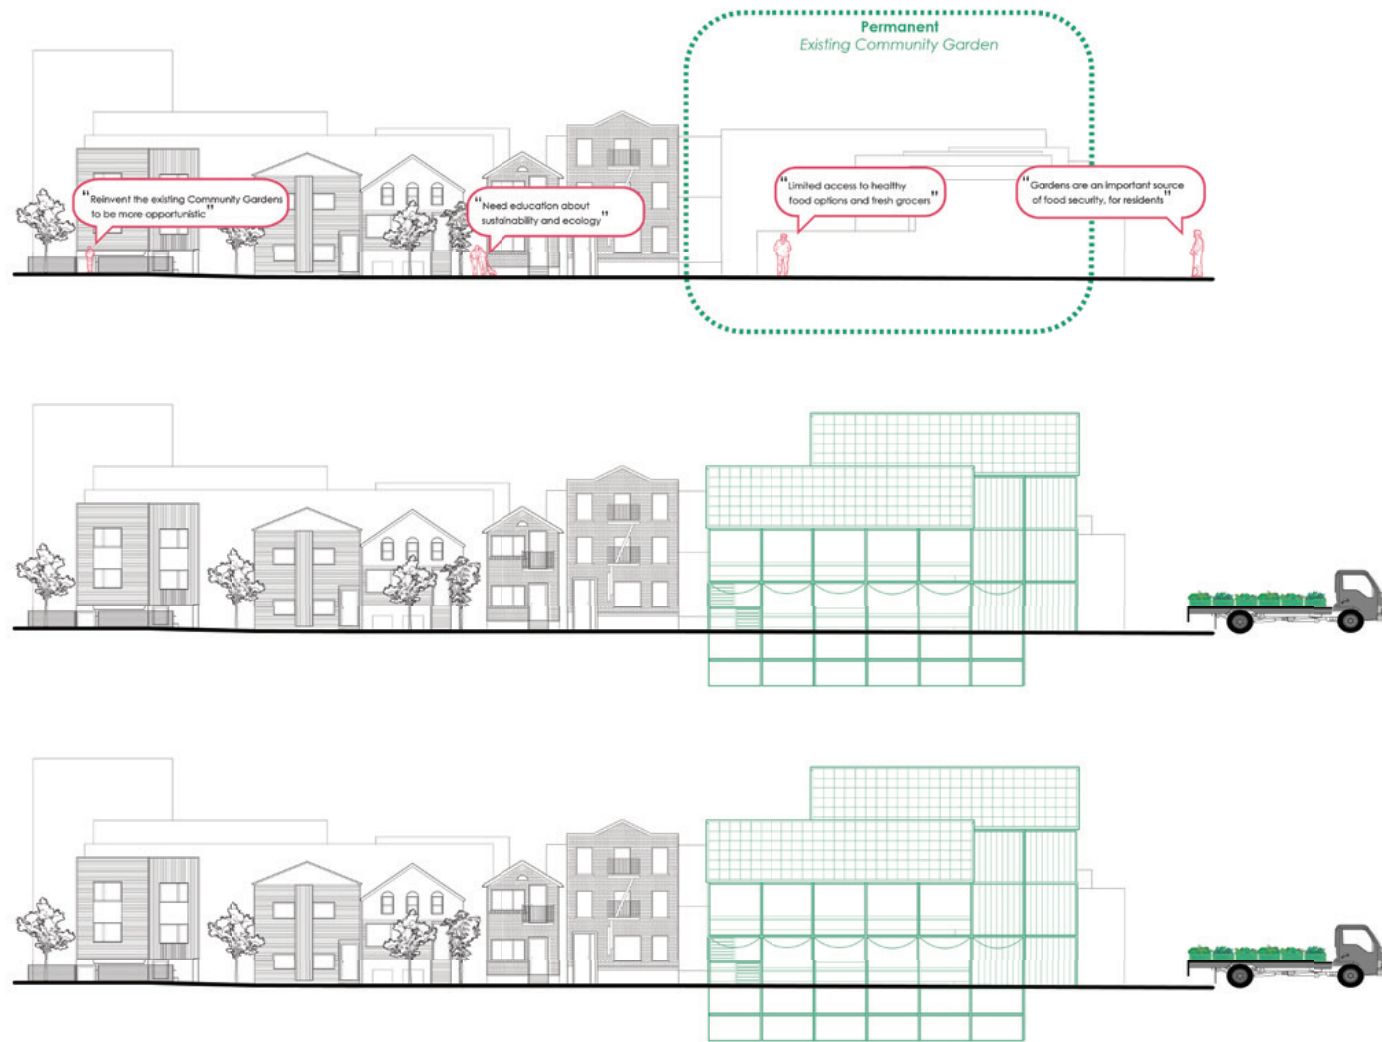 Permanent
Existing Community Garden
"Reinvent the existing Community Gardens
to be more opportunistic"
"Need education about
sustainability and ecology"
"Limited access to healthy
food options and fresh grocers"
"Gardens are an important source
of food security, for residents"